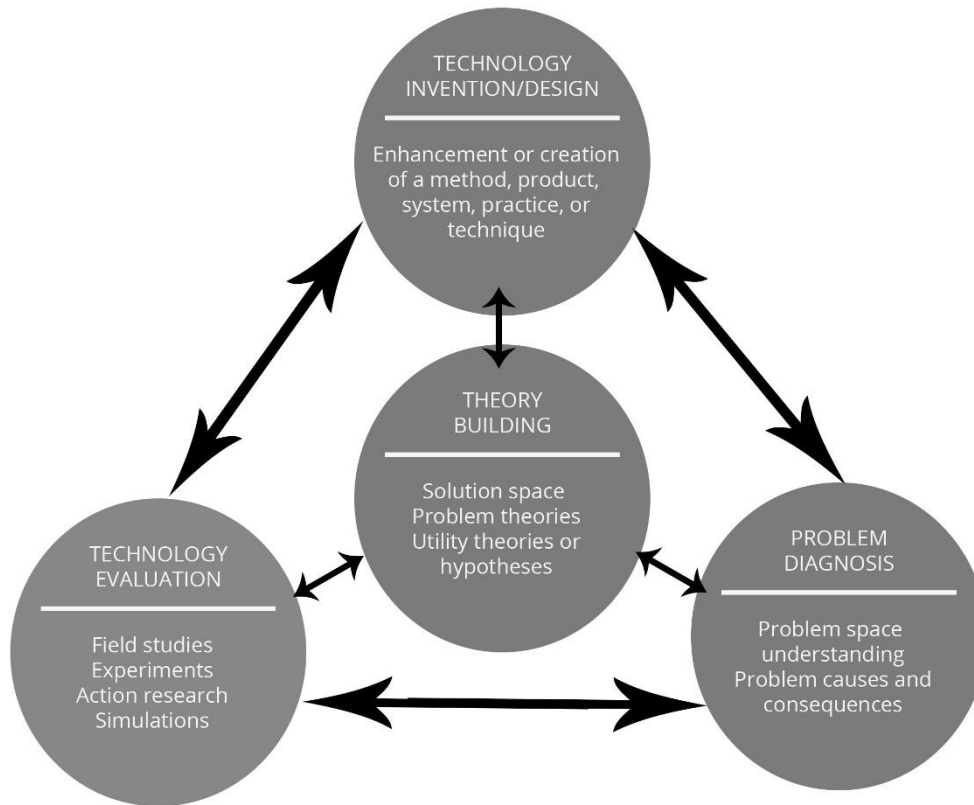 TECHNOLOGY
INVENTION/DESIGN
Enhancement or creation
of a method, product,
system, practice, or
technique
THEORY
BUILDING
Solution space
Problem theories
Utility theories or
hypotheses
TECHNOLOGY
EVALUATION
Field studies
Experiments
Action research
Simulations
PROBLEM
DIAGNOSIS
Problem space
understanding
Problem causes and
consequences